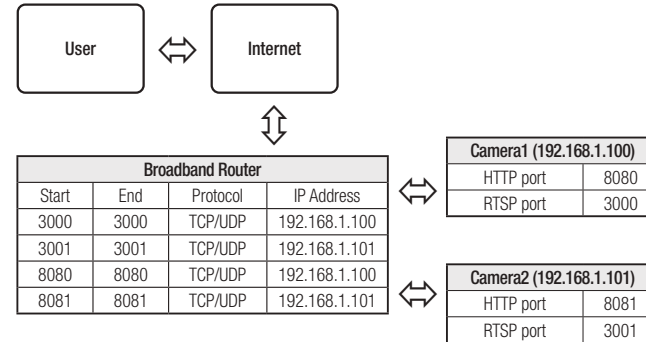 User
Internet
Broadband Router
Start End Protocol IP Address
3000 3000 TCP/UDP 192.168.1.100
3001 3001 TCP/UDP 192.168.1.101
8080 8080 TCP/UDP 192.168.1.100
8081 8081 TCP/UDP 192.168.1.101
Camera1 (192.168.1.100)
HTTP port 8080
RTSP port 3000
Camera2 (192.168.1.101)
HTTP port 8081
RTSP port 3001